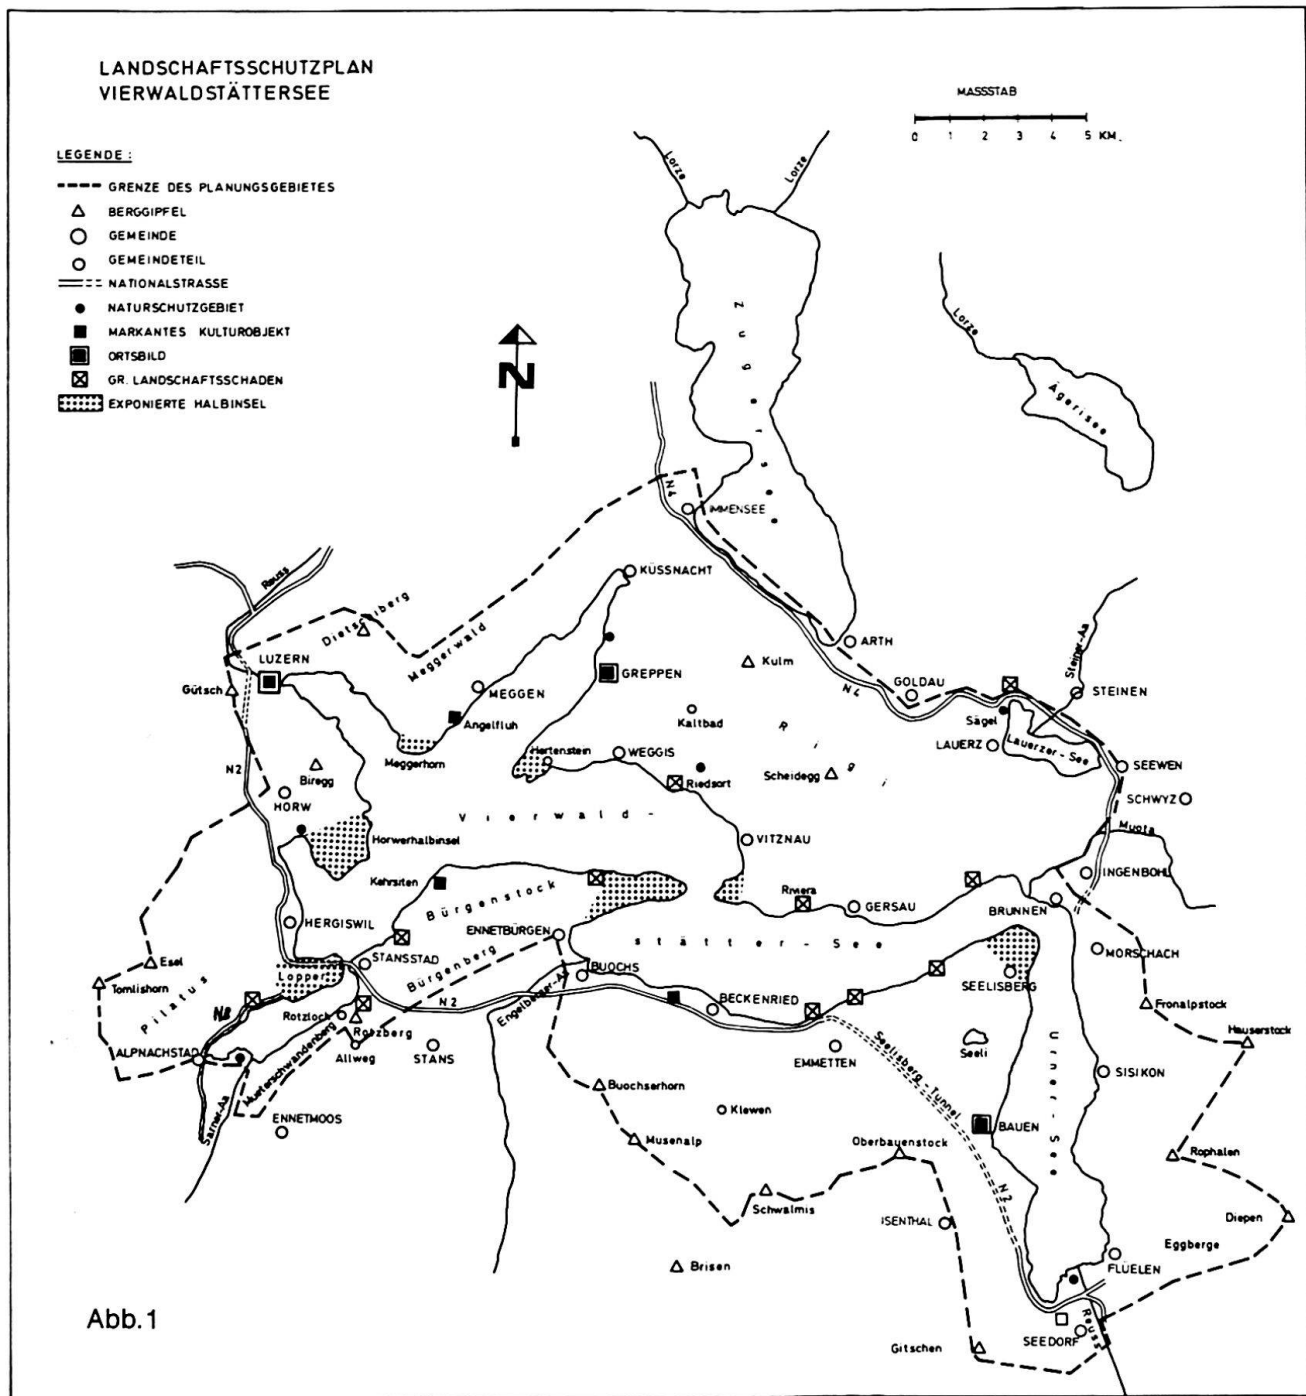 LANDSCHAFTSSCHUTZPLAN
VIERWALDSTÄTTERSEE
MASSSTAB
0 1 2 3 4 5 KM.
LEGENDE :
GRENZE DES PLANUNGSGEBIETES
BERGGIPFEL
GEMEINDE
GEMEINDETEIL
NATIONALSTRASSE
NATURSCHUTZGEBIET
MARKANTES KULTUROBJEKT
ORTSBILD
GR. LANDSCHAFTSSCHADEN
EXPONIERTE HALBINSEL
N
Lorze
Lorze
Lorze
Zugersee
Ägerisee
N4
IMMENSEE
KÜSSNACHT
Reuss
Dietschiberg
Meggerwald
LUZERN
Gütsch
MEGGEN
GREPPEN
Kulm
ARTH
Steiner-Aa
GOLDAU
STEINEN
N4
Angelfluh
Kaltbad
Rigi
Sägel
LAUERZ
Lauerzer-See
SEEWEN
SCHWYZ
N2
Biregg
Meggerhorn
Hertenstein
WEGGIS
Riedsort
Scheidegg
HORW
Vierwald-
Muota
Horwerhalbinsel
VITZNAU
INGENBOHL
Kehrsiten
Bürgenstock
Riviera
GERSAU
BRUNNEN
HERGISWIL
ENNETBÜRGEN
stätter-See
MORSCHACH
Esel
STANSSTAD
Bürgenberg
BUOCHS
SEELISBERG
Tomlishorn
Pilatus
Lopper
N2
Engelberger-Aa
BECKENRIED
Fronalpstock
N8
Rotzloch
Rotzberg
Hauserstock
ALPNACHSTAD
Allweg
STANS
EMMETTEN
Seeli
Urner-See
SISIKON
Muterschwandenberg
Seelisberg-Tunnel
Sarner-Aa
ENNETMOOS
Buochserhorn
Klewen
BAUEN
Musenalp
Oberbauenstock
Rophalen
N2
Schwalmis
ISENTHAL
Diepen
Eggberge
Brisen
FLÜELEN
Abb.1
Gitschen
SEEDORF
Reuss